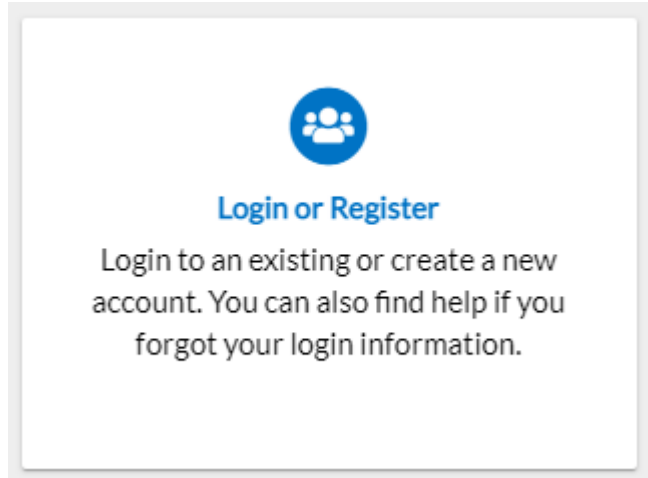 Login or Register
Login to an existing or create a new
account. You can also find help if you
forgot your login information.